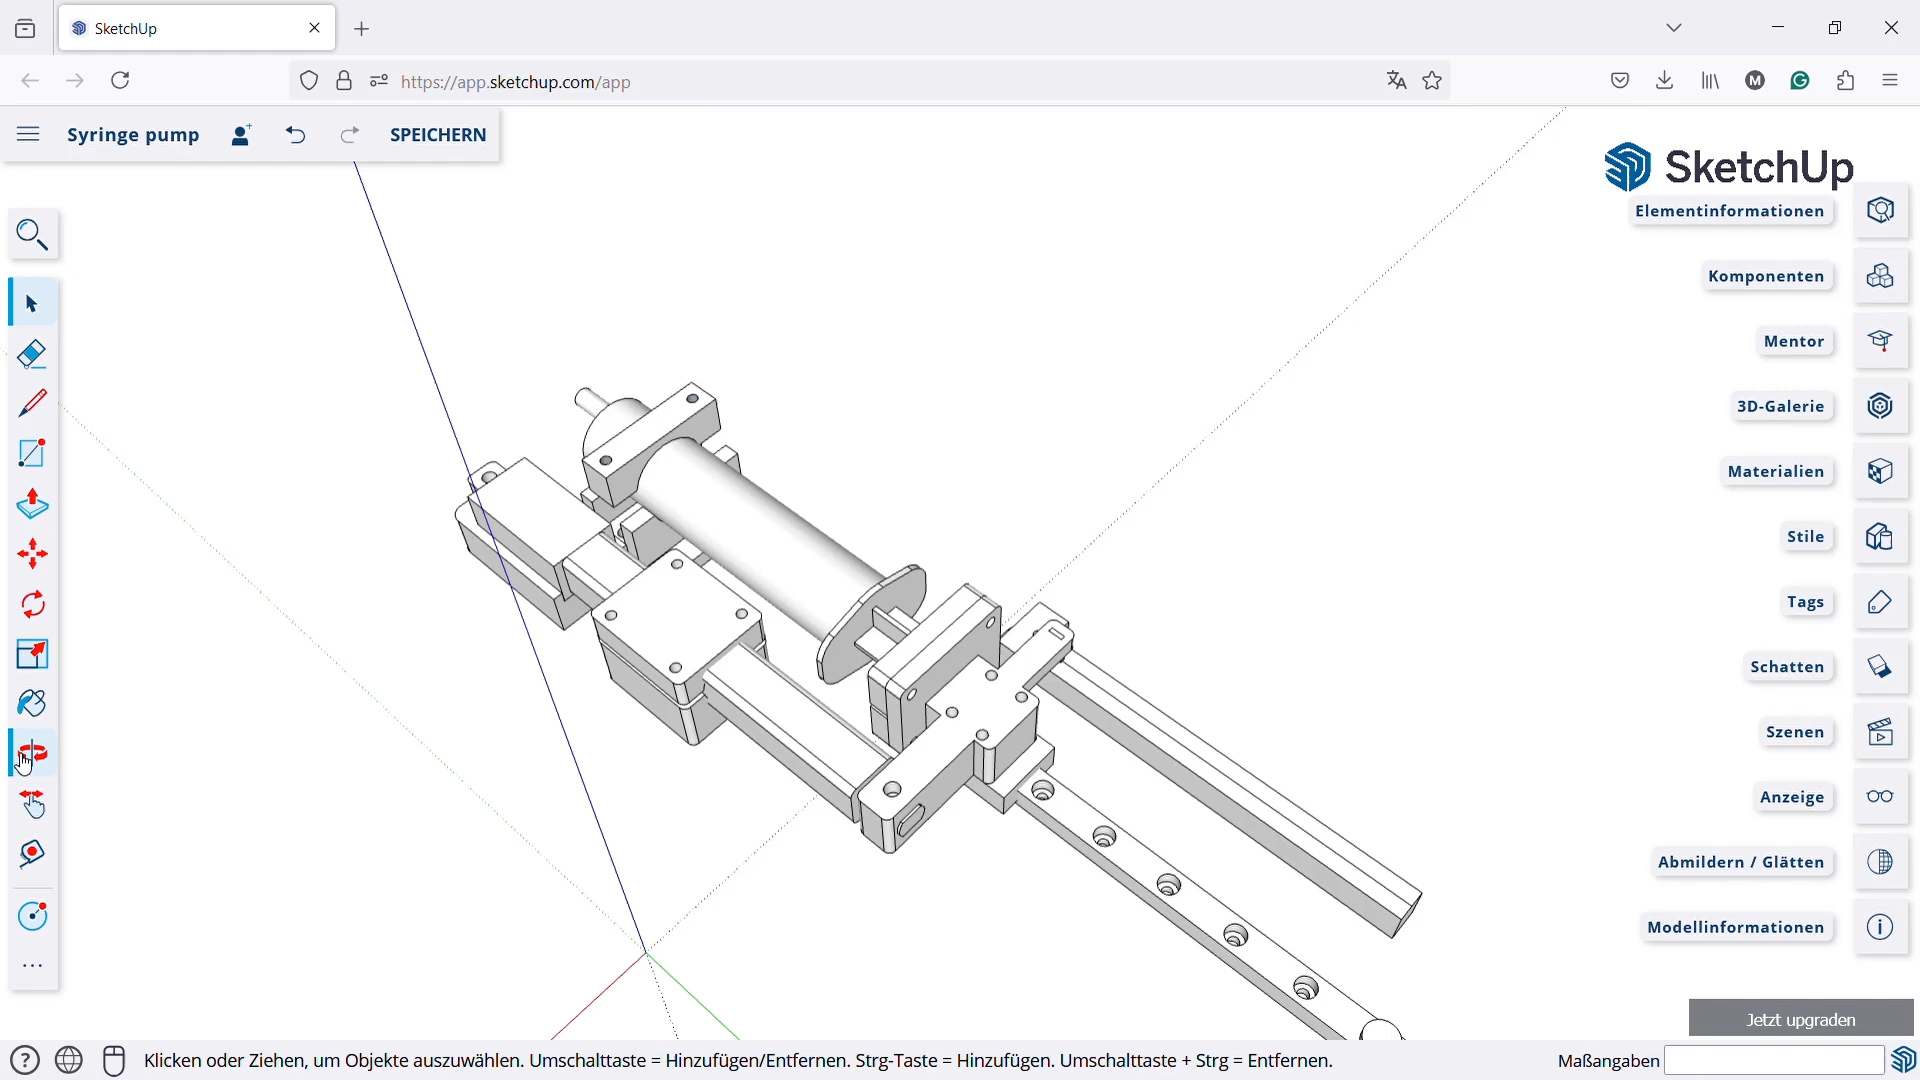 SketchUp
https://app.sketchup.com/app
M
G
Syringe pump
SPEICHERN
SketchUp
Elementinformationen
Komponenten
Mentor
3D-Galerie
Materialien
Stile
Tags
Schatten
Szenen
Anzeige
Abmildern / Glätten
Modellinformationen
Jetzt upgraden
Klicken oder Ziehen, um Objekte auszuwählen. Umschalttaste = Hinzufügen/Entfernen. Strg-Taste = Hinzufügen. Umschalttaste + Strg = Entfernen.
Maßangaben